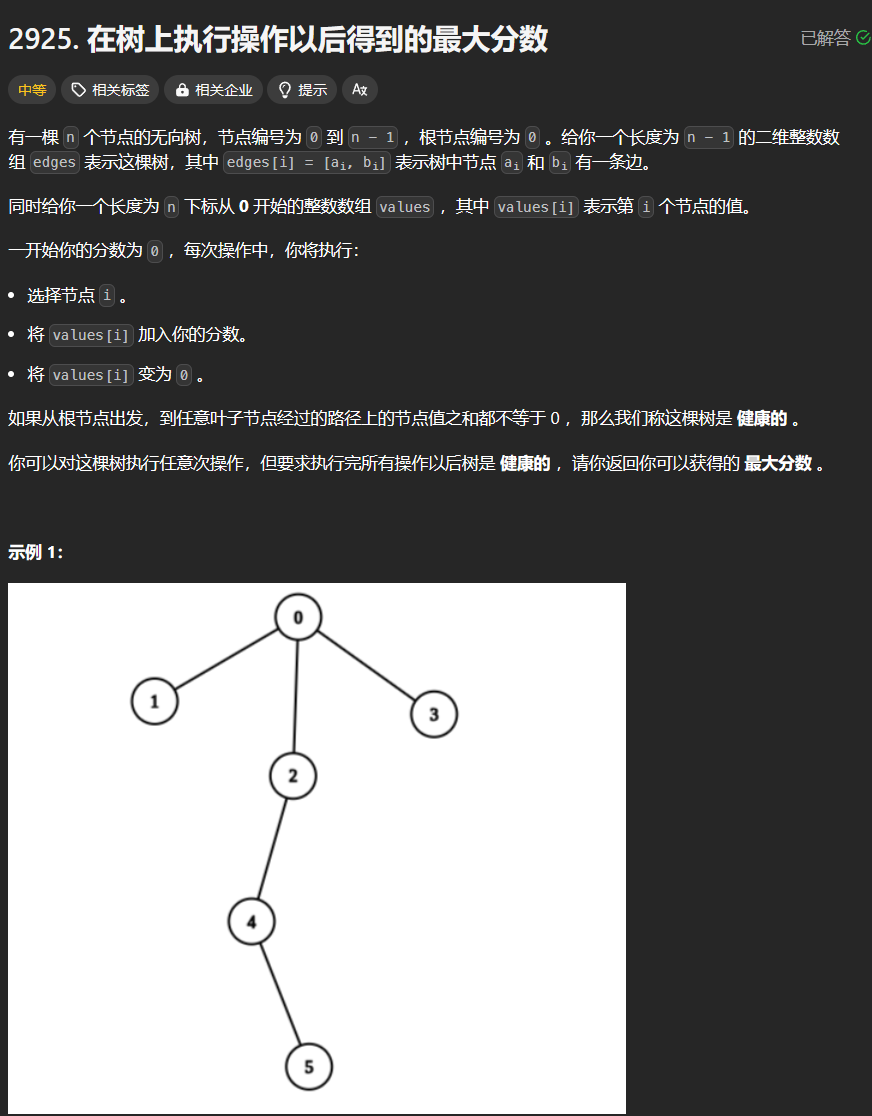 2925. 在树上执行操作以后得到的最大分数
已解答
中等 相关标签 相关企业 提示
有一棵 n 个节点的无向树，节点编号为 0 到 n - 1 ，根节点编号为 0 。给你一个长度为 n - 1 的二维整数数
组 edges 表示这棵树，其中 edges[i] = [ai, bi] 表示树中节点 ai 和 bi 有一条边。
同时给你一个长度为 n 下标从 0 开始的整数数组 values ，其中 values[i] 表示第 i 个节点的值。
一开始你的分数为 0 ，每次操作中，你将执行：
• 选择节点 i 。
• 将 values[i] 加入你的分数。
• 将 values[i] 变为 0 。
如果从根节点出发，到任意叶子节点经过的路径上的节点值之和都不等于 0 ，那么我们称这棵树是 健康的 。
你可以对这棵树执行任意次操作，但要求执行完所有操作以后树是 健康的 ，请你返回你可以获得的 最大分数 。
示例 1：
0
1
3
2
4
5